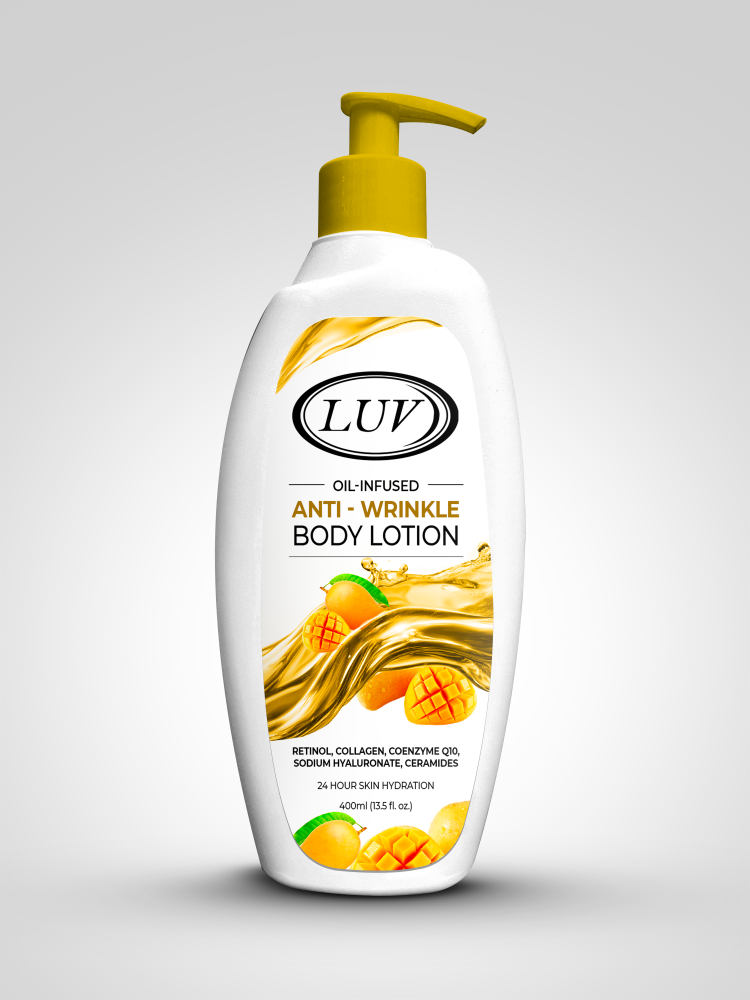 LUV
OIL-INFUSED
ANTI - WRINKLE
BODY LOTION
RETINOL, COLLAGEN, COENZYME Q10,
SODIUM HYALURONATE, CERAMIDES
24 HOUR SKIN HYDRATION
400ml (13.5 fl. oz.)